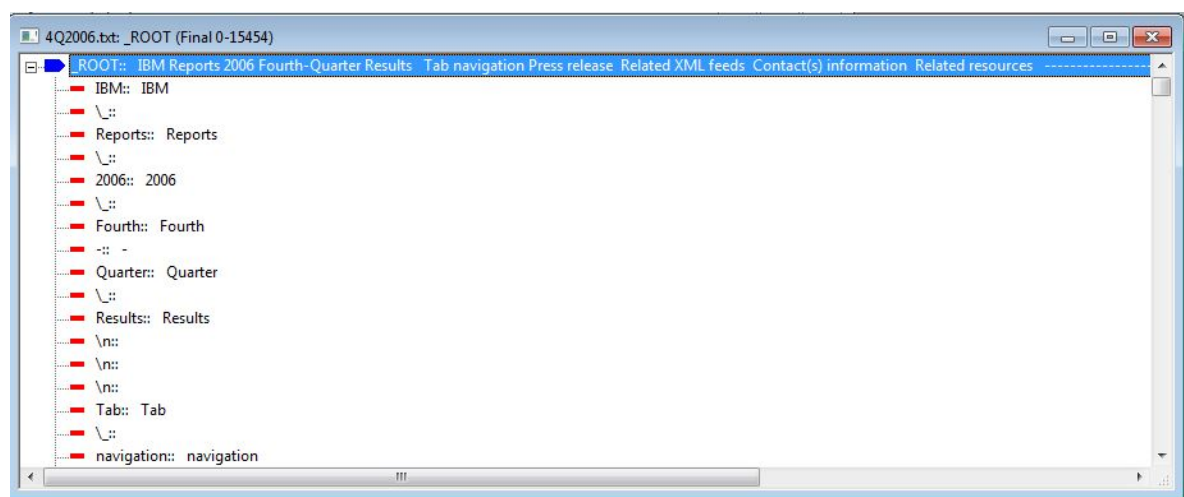 4Q2006.txt: _ROOT (Final 0-15454)
_ROOT:: IBM Reports 2006 Fourth-Quarter Results Tab navigation Press release Related XML feeds Contact(s) information Related resources -----------------
IBM:: IBM
\_::
Reports:: Reports
\_::
2006:: 2006
\_::
Fourth:: Fourth
-:: -
Quarter:: Quarter
\_::
Results:: Results
\n::
\n::
\n::
Tab:: Tab
\_::
navigation:: navigation